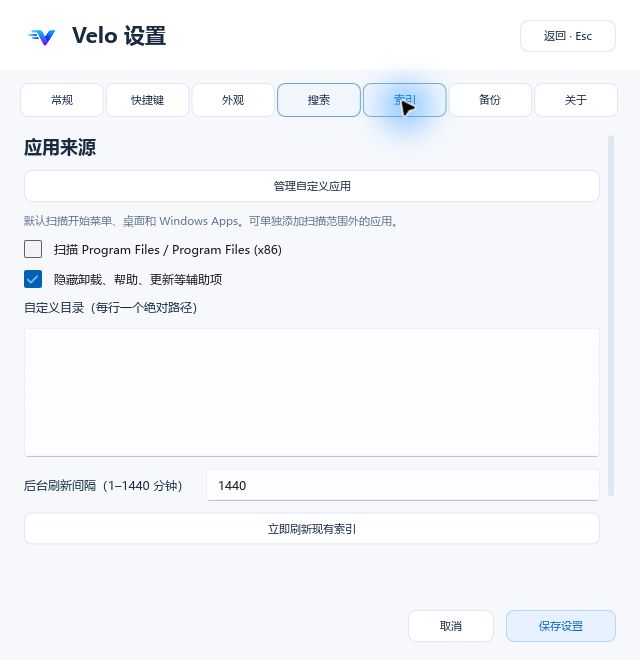 Velo 设置
返回 · Esc
常规 快捷键 外观 搜索 索引 备份 关于
应用来源
管理自定义应用
默认扫描开始菜单、桌面和 Windows Apps。可单独添加扫描范围外的应用。
扫描 Program Files / Program Files (x86)
隐藏卸载、帮助、更新等辅助项
自定义目录（每行一个绝对路径）
后台刷新间隔（1–1440 分钟） 1440
立即刷新现有索引
取消 保存设置